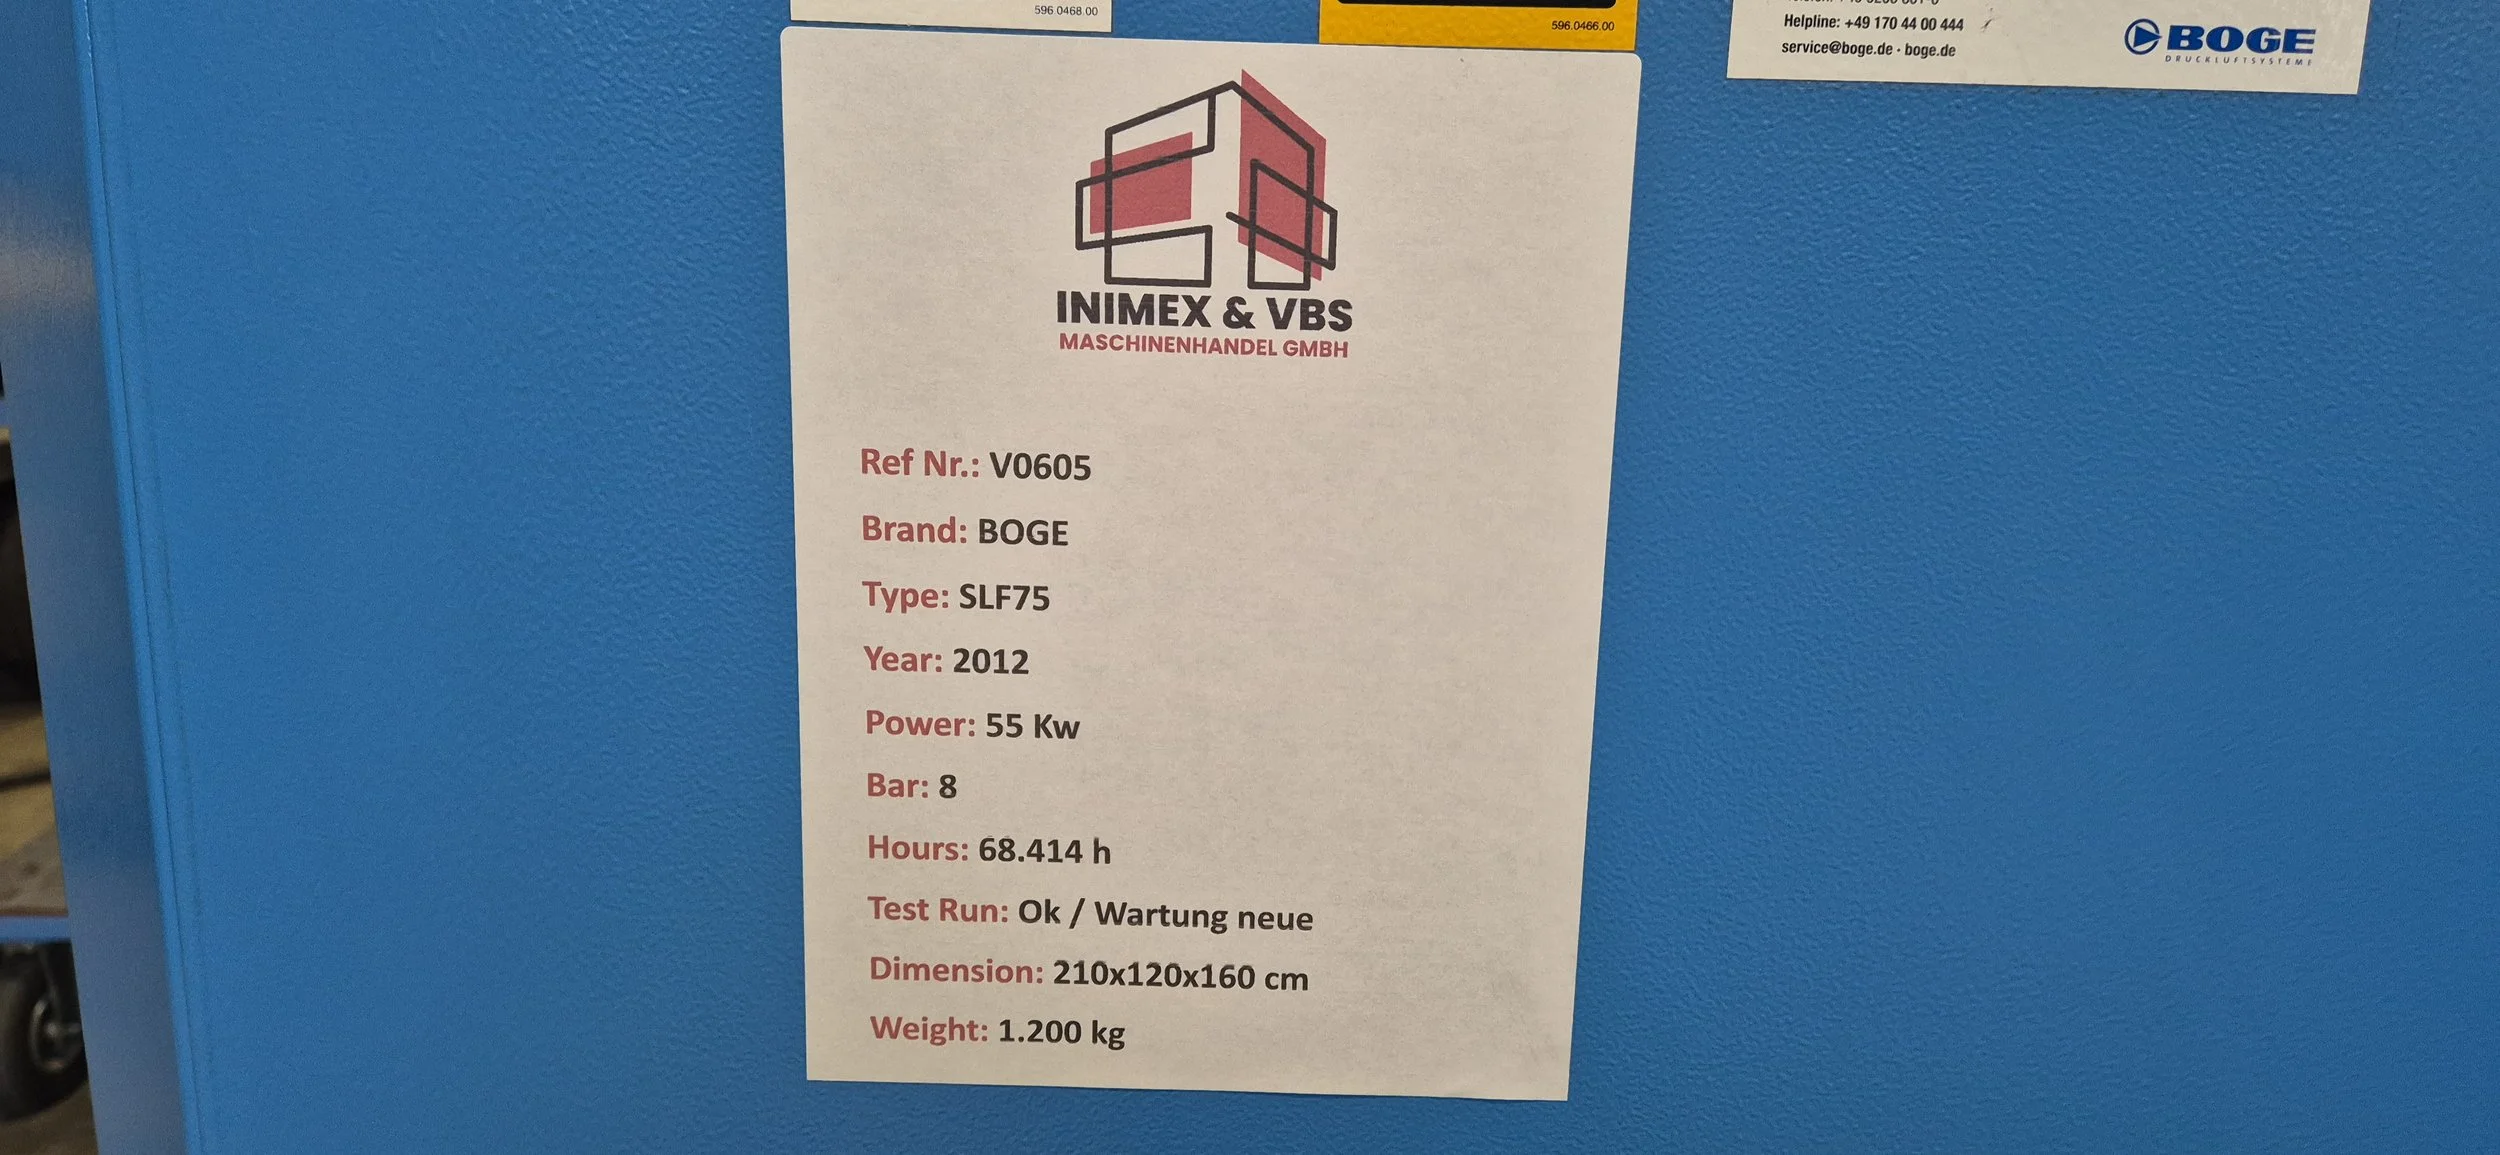 596.0468.00
596.0466.00
Helpline: +49 170 44 00 444
service@boge.de · boge.de
BOGE
DRUCKLUFTSYSTEME
INIMEX & VBS
MASCHINENHANDEL GMBH
Ref Nr.: V0605
Brand: BOGE
Type: SLF75
Year: 2012
Power: 55 Kw
Bar: 8
Hours: 68.414 h
Test Run: Ok / Wartung neue
Dimension: 210x120x160 cm
Weight: 1.200 kg